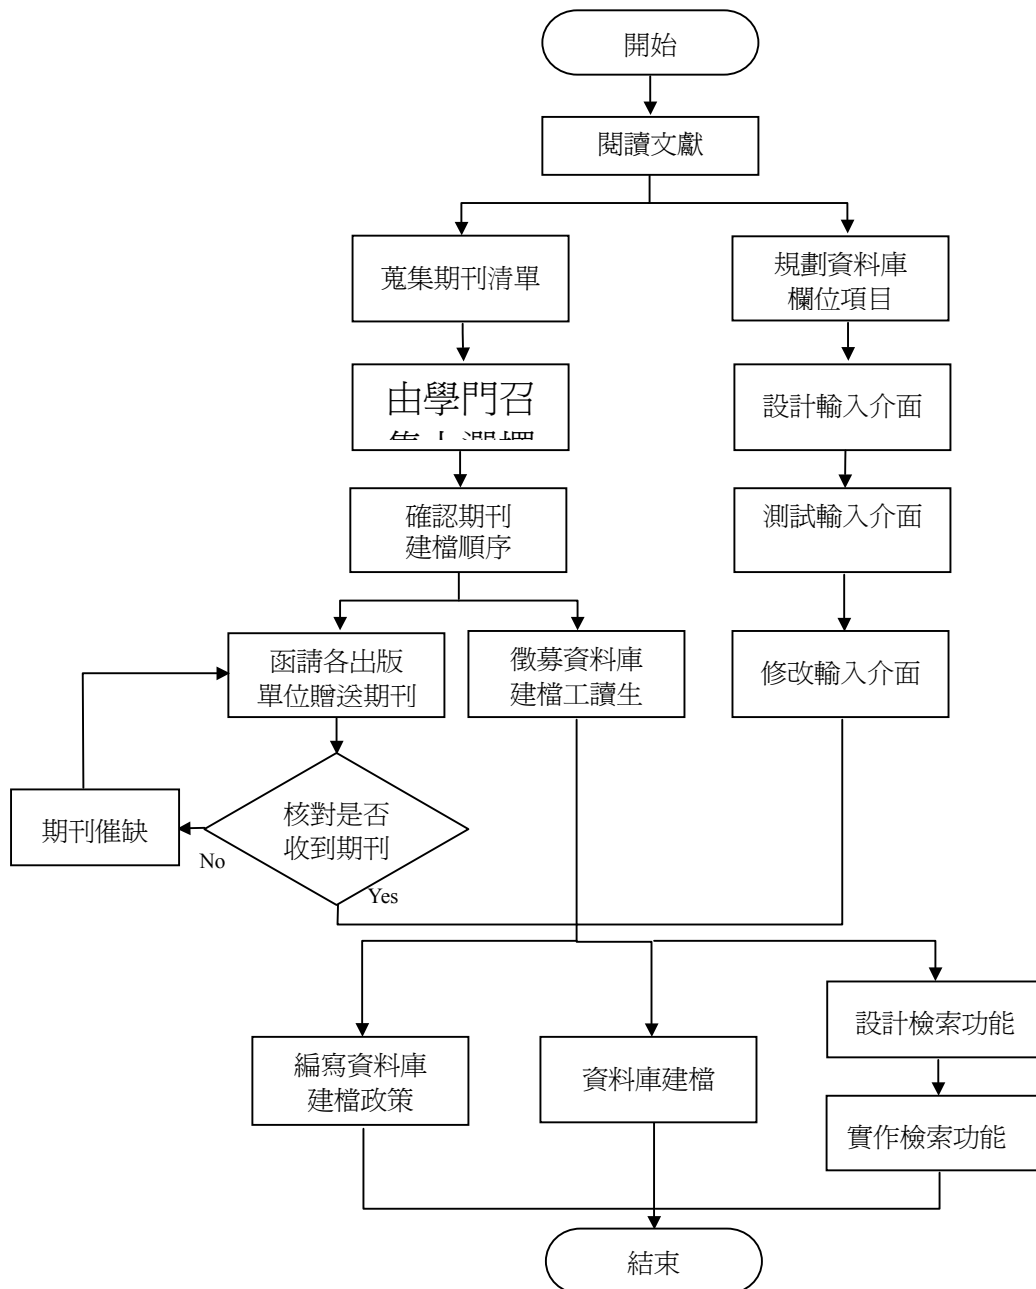 開始
閱讀文獻
蒐集期刊清單
規劃資料庫
欄位項目
由學門召
設計輸入介面
確認期刊
建檔順序
測試輸入介面
函請各出版
單位贈送期刊
徵募資料庫
建檔工讀生
修改輸入介面
期刊催缺
核對是否
收到期刊
No
Yes
設計檢索功能
編寫資料庫
建檔政策
資料庫建檔
實作檢索功能
結束